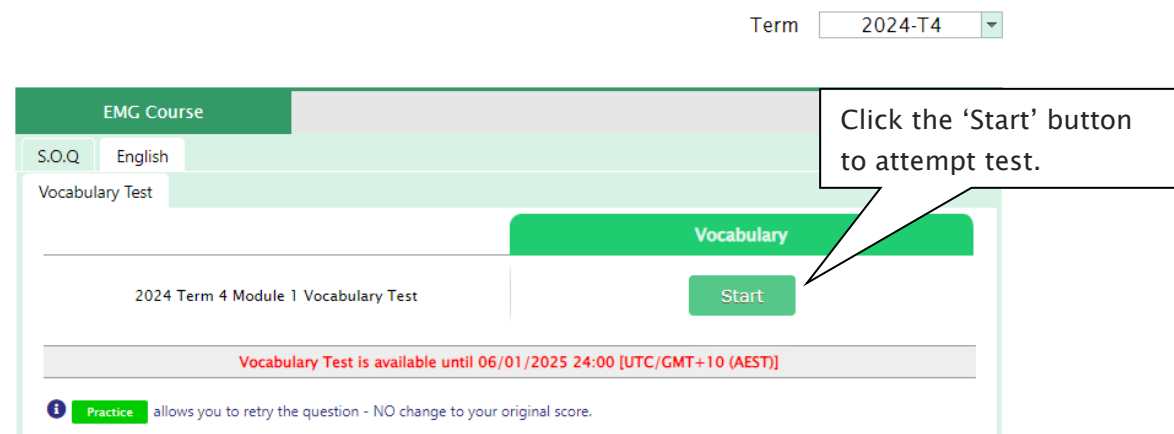 Term 2024-T4
EMG Course
Click the ‘Start’ button
to attempt test.
S.O.Q English
Vocabulary Test
Vocabulary
2024 Term 4 Module 1 Vocabulary Test Start
Vocabulary Test is available until 06/01/2025 24:00 [UTC/GMT+10 (AEST)]
i Practice allows you to retry the question - NO change to your original score.